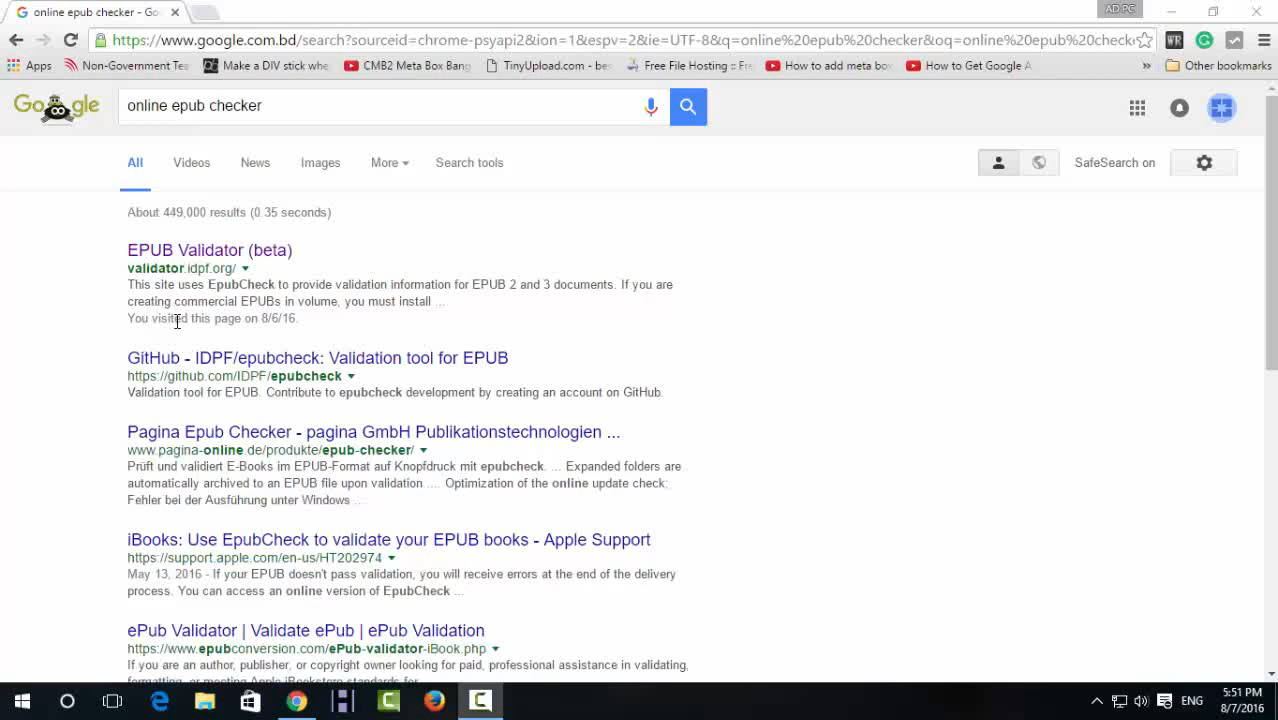 online epub checker - Goo
AD PC
https://www.google.com.bd/search?sourceid=chrome-psyapi2&ion=1&espv=2&ie=UTF-8&q=online%20epub%20checker&oq=online%20epub%20checke
Apps Non-Government Te Make a DIV stick whe CMB2 Meta Box Bang TinyUpload.com - bes Free File Hosting :: Fre How to add meta bo How to Get Google A » Other bookmarks
Google online epub checker
All Videos News Images More Search tools SafeSearch on
About 449,000 results (0.35 seconds)
EPUB Validator (beta)
validator.idpf.org/
This site uses EpubCheck to provide validation information for EPUB 2 and 3 documents. If you are
creating commercial EPUBs in volume, you must install ...
You visited this page on 8/6/16.
GitHub - IDPF/epubcheck: Validation tool for EPUB
https://github.com/IDPF/epubcheck
Validation tool for EPUB. Contribute to epubcheck development by creating an account on GitHub.
Pagina Epub Checker - pagina GmbH Publikationstechnologien ...
www.pagina-online.de/produkte/epub-checker/
Prüft und validiert E-Books im EPUB-Format auf Knopfdruck mit epubcheck. ... Expanded folders are
automatically archived to an EPUB file upon validation .... Optimization of the online update check;
Fehler bei der Ausführung unter Windows ...
iBooks: Use EpubCheck to validate your EPUB books - Apple Support
https://support.apple.com/en-us/HT202974
May 13, 2016 - If your EPUB doesn't pass validation, you will receive errors at the end of the delivery
process. You can access an online version of EpubCheck ...
ePub Validator | Validate ePub | ePub Validation
https://www.epubconversion.com/ePub-validator-iBook.php
If you are an author, publisher, or copyright owner looking for paid, professional assistance in validating,
formatting, or meeting Apple iBookstore standards for
ENG
5:51 PM
8/7/2016